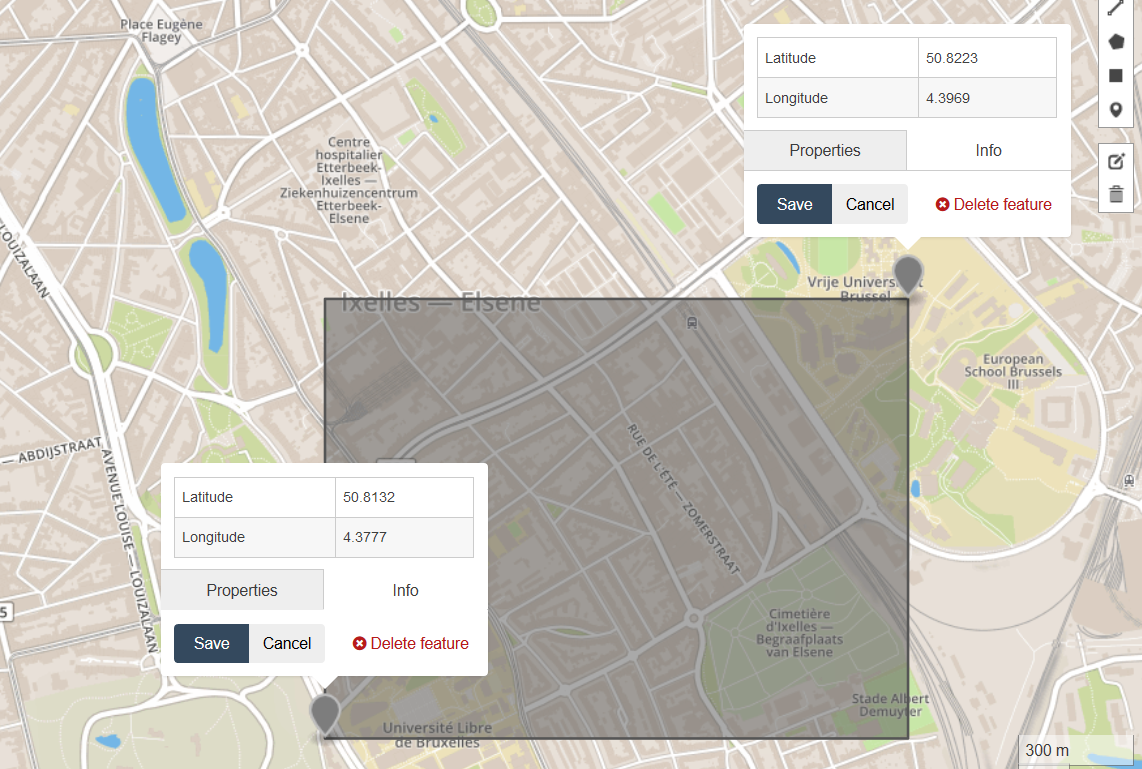 Place Eugène
Flagey
Latitude 50.8223
Longitude 4.3969
Properties Info
Save Cancel Delete feature
Centre
hospitalier
Etterbeek-
Ixelles —
Ziekenhuizencentrum
Etterbeek-
Elsene
LOUIZALAAN
Ixelles — Elsene
Vrije Univers t
Brussel
European
School Brussels
III
— ABDIJSTRAAT
AVENUE LOUISE — LOUIZALAAN
RUE DE L'ÉTÉ — ZOMERSTRAAT
Latitude 50.8132
Longitude 4.3777
Properties Info
Save Cancel Delete feature
5
Cimetière
d'Ixelles —
Begraafplaats
van Elsene
Stade Albert
Demuyter
Université Libre
de Bruxelles
300 m